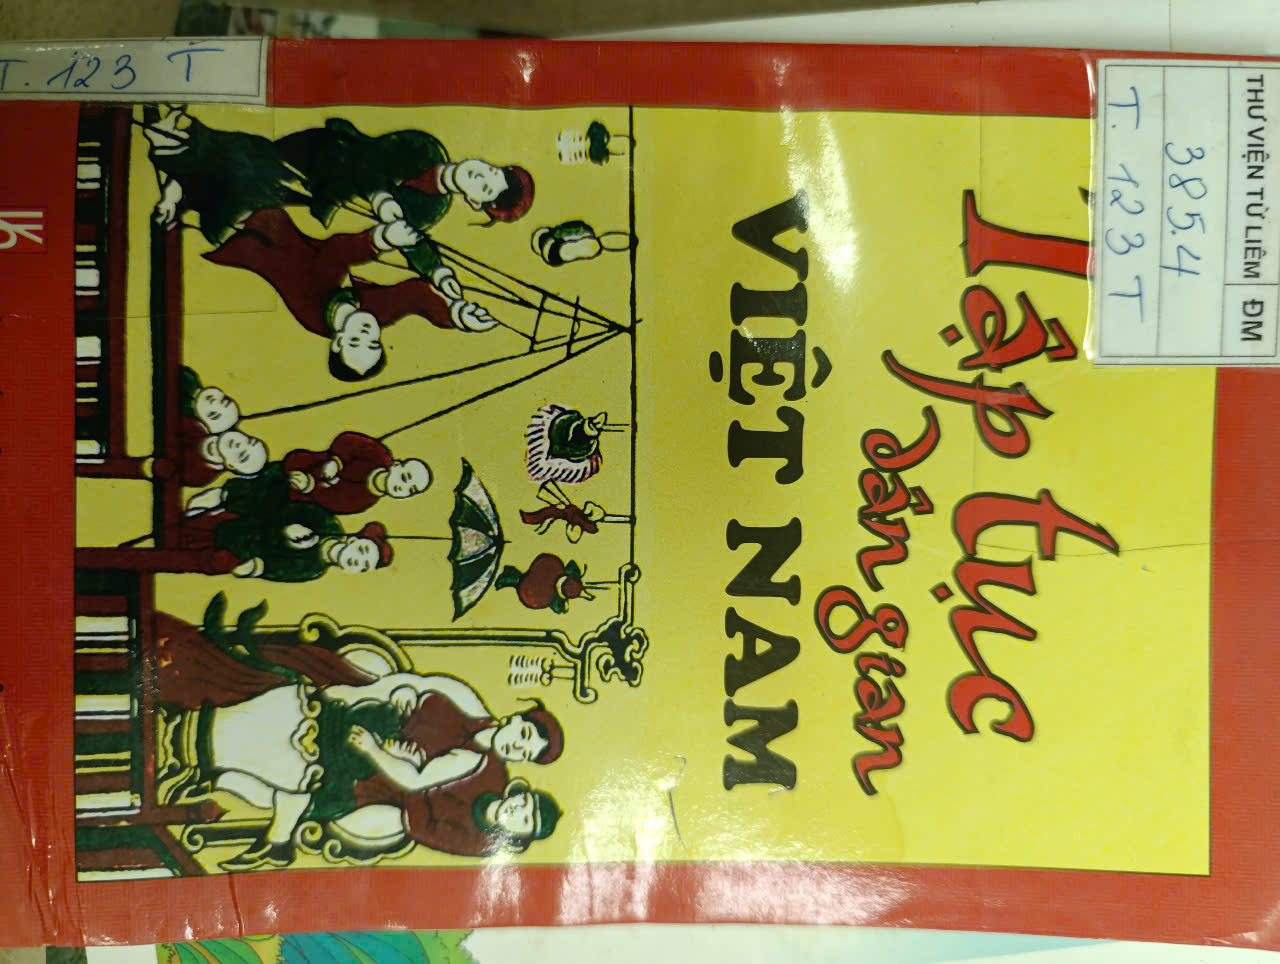 THƯ VIỆN TỪ LIÊM ĐM
385.4
T. 123 T
Tập tục
dân gian
VIỆT NAM
T. 123 T